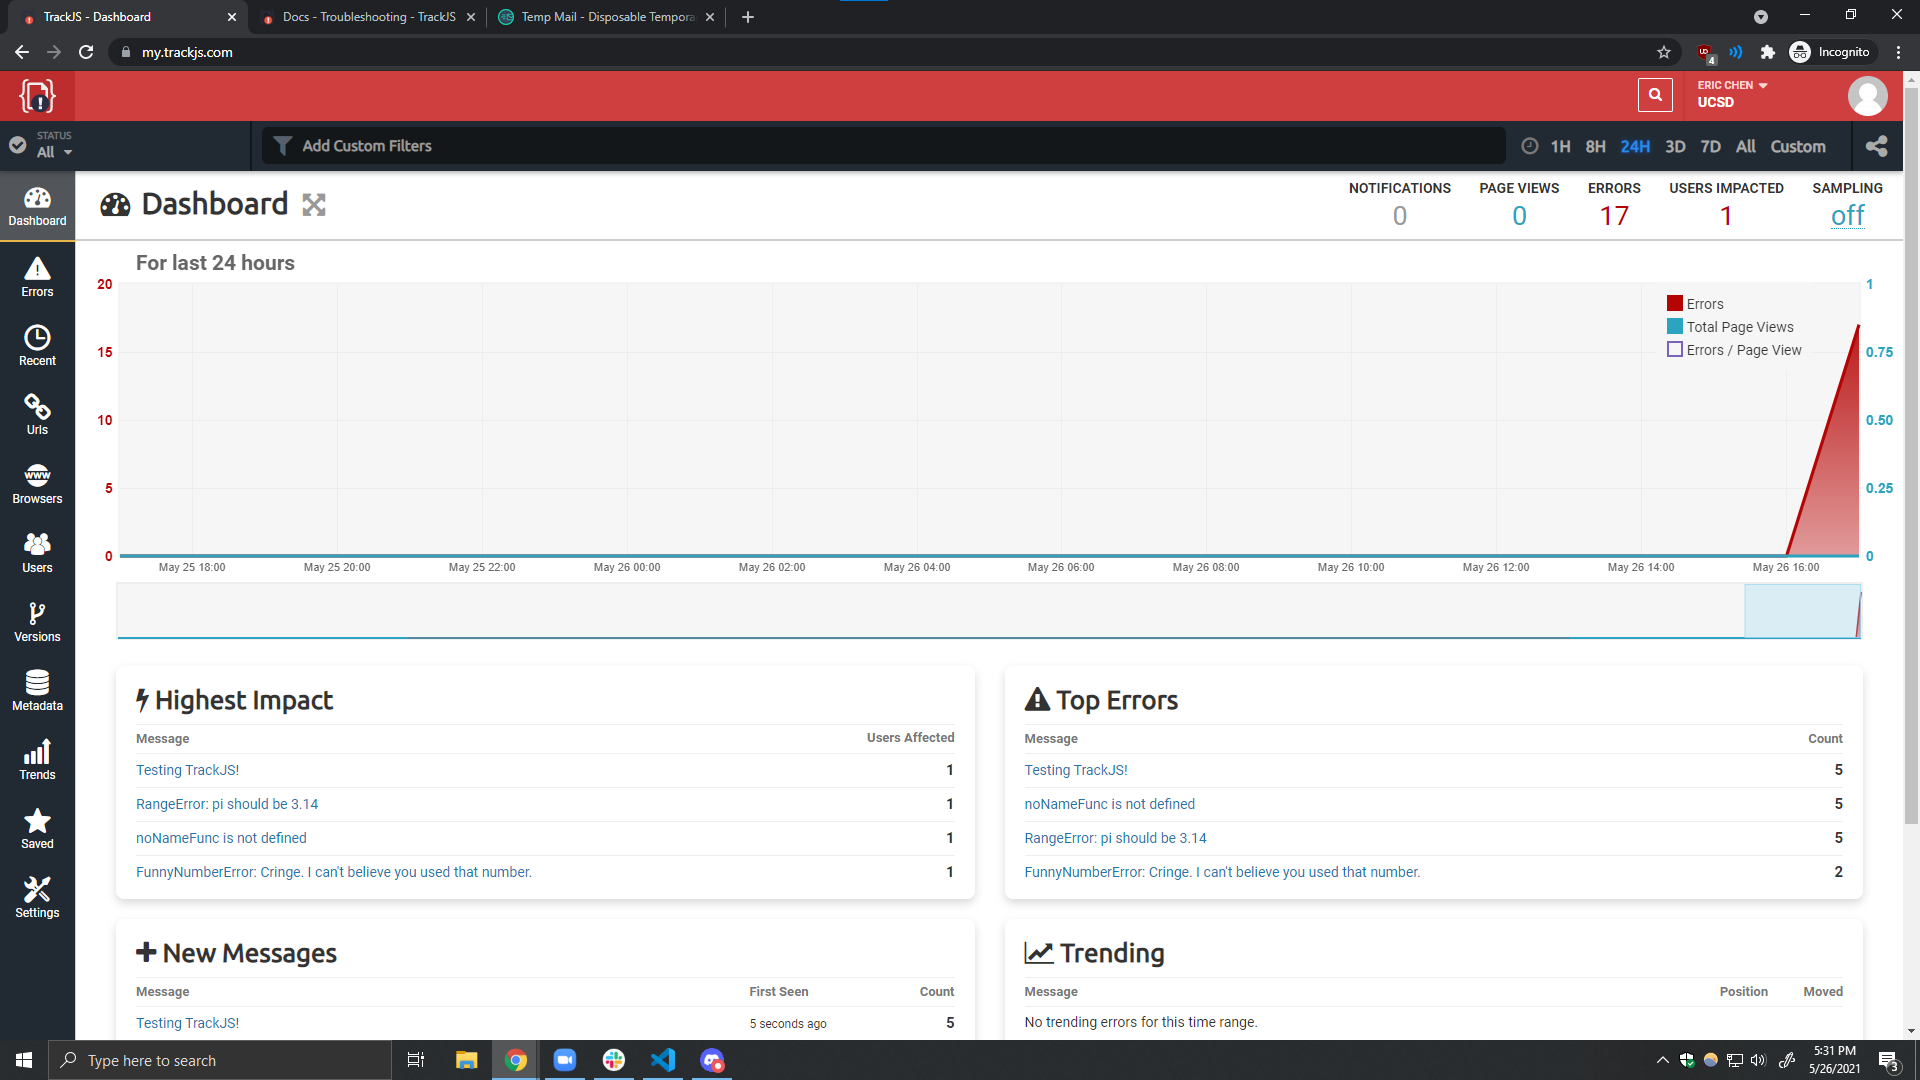 TrackJS - Dashboard
Docs - Troubleshooting - TrackJS
Temp Mail - Disposable Tempora
my.trackjs.com
4
Incognito
ERIC CHEN
UCSD
STATUS
All
Add Custom Filters
1H 8H 24H 3D 7D All Custom
Dashboard
Errors
Recent
Urls
WWW
Browsers
Users
Versions
Metadata
Trends
Saved
Settings
Dashboard
NOTIFICATIONS
0
PAGE VIEWS
0
ERRORS
17
USERS IMPACTED
1
SAMPLING
off
For last 24 hours
20
15
10
5
0
1
0.75
0.50
0.25
0
Errors
Total Page Views
Errors / Page View
May 25 18:00 May 25 20:00 May 25 22:00 May 26 00:00 May 26 02:00 May 26 04:00 May 26 06:00 May 26 08:00 May 26 10:00 May 26 12:00 May 26 14:00 May 26 16:00
Highest Impact
Message Users Affected
Testing TrackJS! 1
RangeError: pi should be 3.14 1
noNameFunc is not defined 1
FunnyNumberError: Cringe. I can't believe you used that number. 1
Top Errors
Message Count
Testing TrackJS! 5
noNameFunc is not defined 5
RangeError: pi should be 3.14 5
FunnyNumberError: Cringe. I can't believe you used that number. 2
New Messages
Message First Seen Count
Testing TrackJS! 5 seconds ago 5
Trending
Message Position Moved
No trending errors for this time range.
Type here to search
5:31 PM
5/26/2021
3